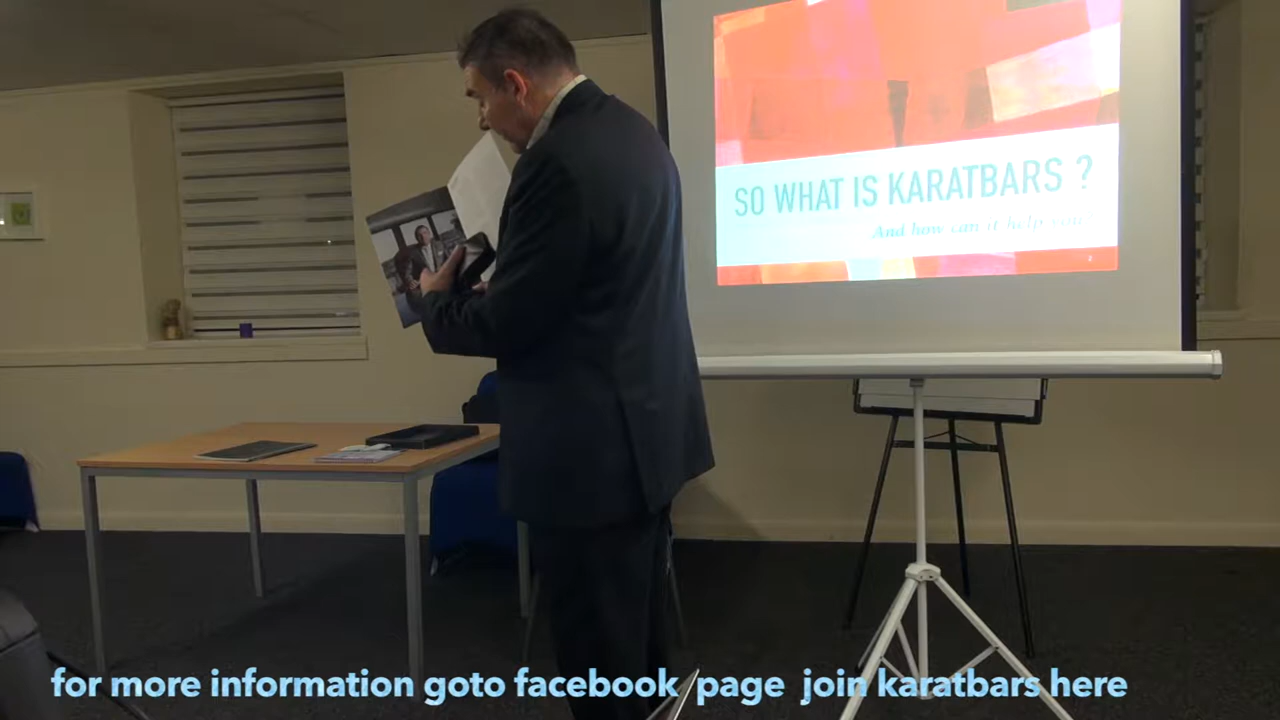 SO WHAT IS KARATBARS ?
And how can it help you?
2
for more information goto facebook page join karatbars here